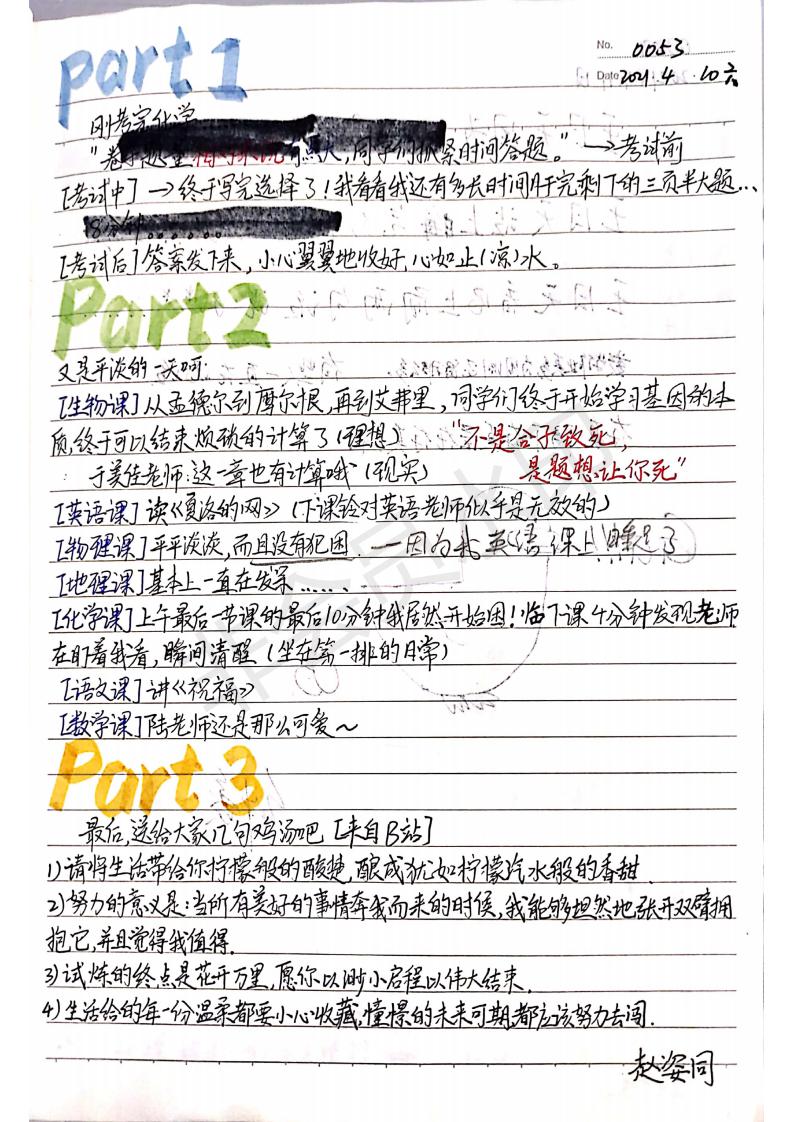 Part 1
No. 0053
Date 2021.4.10 六
刚考完化学
"卷子题量 有点大,同学们抓紧时间答题。" →考试前
[考试中]→终于写完选择了!我看看我还有多长时间用于完剩下的三页半大题...
18分钟......
[考试后]答案发下来,小心翼翼地收好,心如止(凉)水。
Part 2
又是平淡的一天呵:
[生物课]从孟德尔到摩尔根,再到艾弗里,同学们终于开始学习基因的本
质,终于可以结束烦琐的计算了(理想) "不是合子致死,
于美佳老师:这一章也有计算哦(现实) 是题想让你死"
[英语课]读《夏洛的网》(下课铃对英语老师似乎是无效的)
[物理课]平平淡淡,而且没有犯困.—因为我英语课上睡足了
[地理课]基本上一直在发呆......
[化学课]上午最后一节课的最后10分钟我居然开始困!临下课4分钟发现老师
在盯着我看,瞬间清醒(坐在第一排的日常)
[语文课]讲《祝福》
[数学课]陆老师还是那么可爱~
Part 3
最后,送给大家几句鸡汤吧[来自B站]
1)请将生活带给你柠檬般的酸楚,酿成犹如柠檬汽水般的香甜.
2)努力的意义是:当所有美好的事情奔我而来的时候,我能够坦然地张开双臂拥
抱它,并且觉得我值得.
3)试炼的终点是花开万里,愿你以渺小启程以伟大结束.
4)生活给的每一份温柔都要小心收藏,憧憬的未来可期,都应该努力去闯.
赵姿同